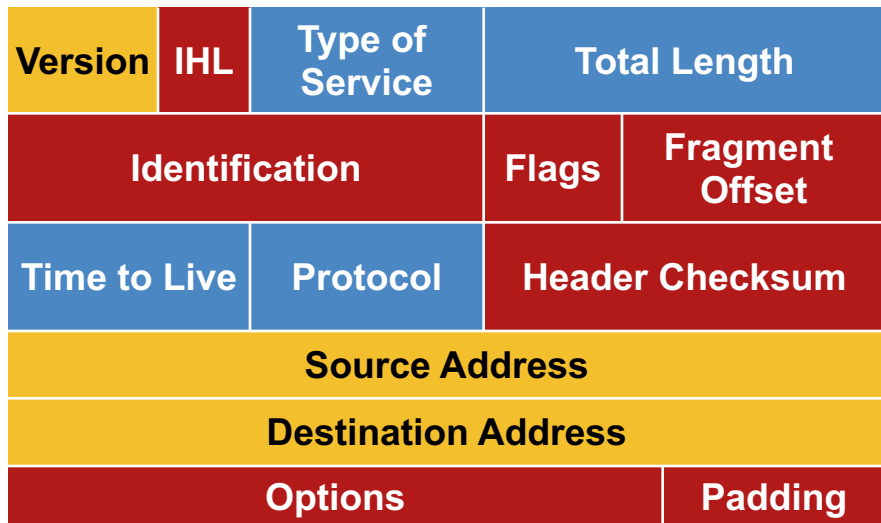 Version
IHL
Type of
Service
Total Length
Identification
Flags
Fragment
Offset
Time to Live
Protocol
Header Checksum
Source Address
Destination Address
Options
Padding